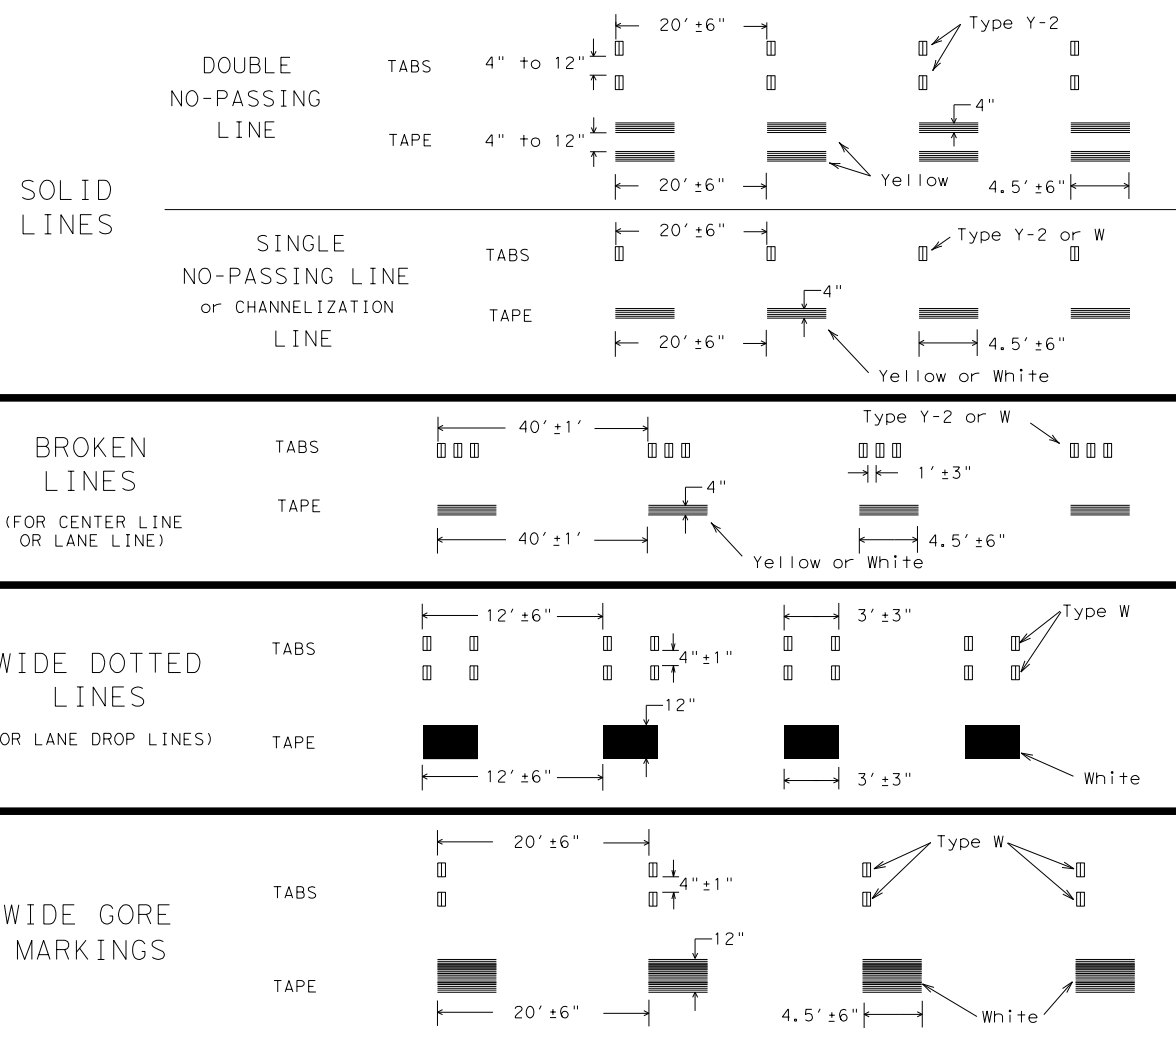 SOLID
LINES
DOUBLE
NO-PASSING
LINE
TABS
4" to 12"
20'±6"
Type Y-2
TAPE
4" to 12"
4"
Yellow
20'±6"
4.5'±6"
SINGLE
NO-PASSING LINE
or CHANNELIZATION
LINE
TABS
20'±6"
Type Y-2 or W
TAPE
4"
20'±6"
4.5'±6"
Yellow or White
BROKEN
LINES
(FOR CENTER LINE
OR LANE LINE)
TABS
40'±1'
Type Y-2 or W
1'±3"
TAPE
4"
40'±1'
4.5'±6"
Yellow or White
WIDE DOTTED
LINES
OR LANE DROP LINES)
TABS
12'±6"
3'±3"
Type W
4"±1"
TAPE
12"
12'±6"
3'±3"
White
WIDE GORE
MARKINGS
TABS
20'±6"
Type W
4"±1"
TAPE
12"
20'±6"
4.5'±6"
White